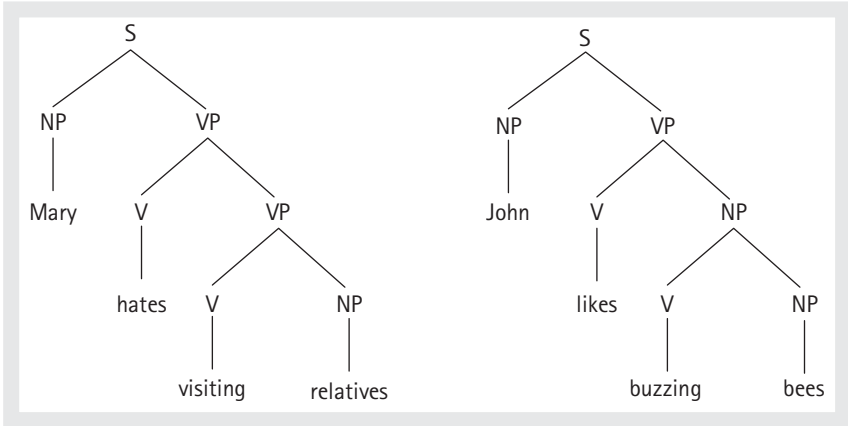 S
NP VP
Mary V VP
hates V NP
visiting relatives
S
NP VP
John V NP
likes V NP
buzzing bees